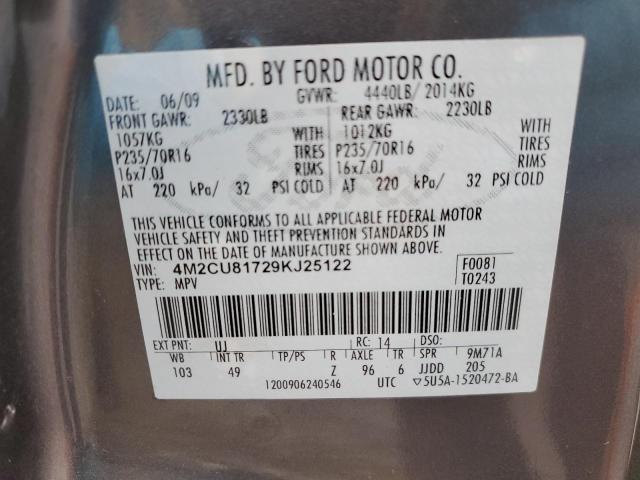 MFD. BY FORD MOTOR CO.
DATE: 06/09 GVWR: 4440LB/ 2014KG
FRONT GAWR: 2330LB REAR GAWR: 2230LB
1057KG WITH 1012KG WITH
P235/70R16 TIRES P235/70R16 TIRES
16x7.0J RIMS 16x7.0J RIMS
AT 220 kPa/ 32 PSI COLD AT 220 kPa/ 32 PSI COLD
THIS VEHICLE CONFORMS TO ALL APPLICABLE FEDERAL MOTOR
VEHICLE SAFETY AND THEFT PREVENTION STANDARDS IN
EFFECT ON THE DATE OF MANUFACTURE SHOWN ABOVE.
VIN: 4M2CU81729KJ25122 F0081
TYPE: MPV T0243
EXT PNT: UJ RC: 14 DSO:
WB INT TR TP/PS R AXLE TR SPR 9M71A
103 49 Z 96 6 JJDD 205
1200906240546 UTC ▽5U5A-1520472-BA